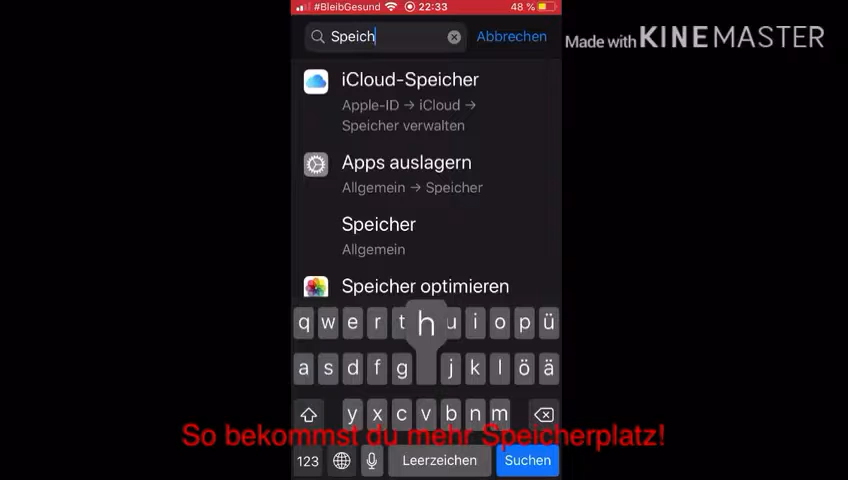 #BleibGesund 22:33 48 %
Speich
Abbrechen
Made with KINEMASTER
iCloud-Speicher
Apple-ID → iCloud →
Speicher verwalten
Apps auslagern
Allgemein → Speicher
Speicher
Allgemein
Speicher optimieren
q w e r t h u i o p ü
a s d f g j k l ö ä
y x c v b n m
So bekommst du mehr Speicherplatz!
123 Leerzeichen Suchen